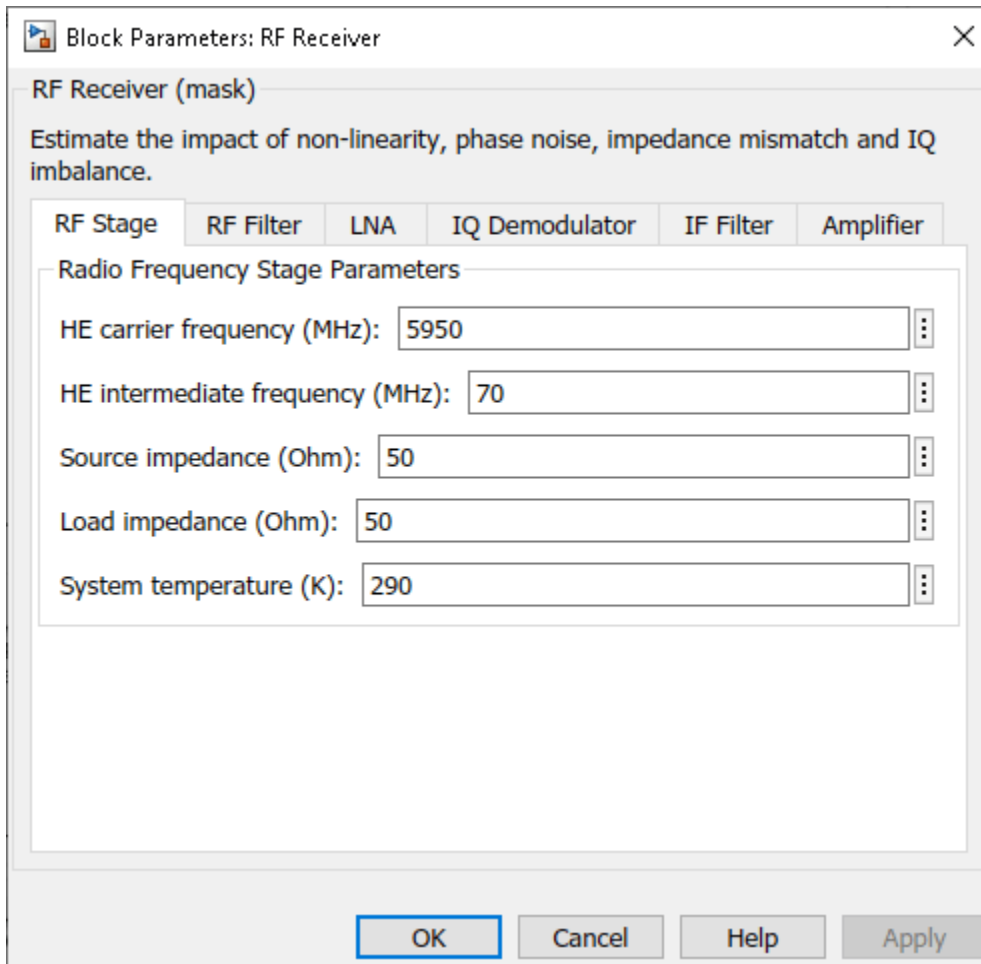 Block Parameters: RF Receiver
RF Receiver (mask)
Estimate the impact of non-linearity, phase noise, impedance mismatch and IQ
imbalance.
RF Stage RF Filter LNA IQ Demodulator IF Filter Amplifier
Radio Frequency Stage Parameters
HE carrier frequency (MHz): 5950
HE intermediate frequency (MHz): 70
Source impedance (Ohm): 50
Load impedance (Ohm): 50
System temperature (K): 290
OK Cancel Help Apply